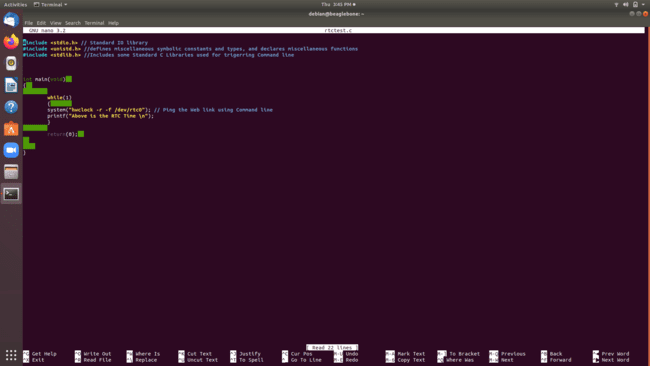 Activities Terminal Thu 3:45 PM
debian@beaglebone: ~
File Edit View Search Terminal Help
GNU nano 3.2 rtctest.c
#include <stdio.h> // Standard IO library
#include <unistd.h> //defines miscellaneous symbolic constants and types, and declares miscellaneous functions
#include <stdlib.h> //Includes some Standard C Libraries used for trigerring Command line
int main(void)
{
while(1)
{
system("hwclock -r -f /dev/rtc0"); // Ping the Web link using Command line
printf("Above is the RTC Time \n");
}
return(0);
}
[ Read 22 lines ]
^G Get Help ^O Write Out ^W Where Is ^K Cut Text ^J Justify ^C Cur Pos M-U Undo M-A Mark Text M-] To Bracket Previous ^B Back Prev Word
^X Exit ^R Read File ^\ Replace ^U Uncut Text ^T To Spell ^_ Go To Line M-E Redo M-6 Copy Text ^Q Where Was Next ^F Forward Next Word